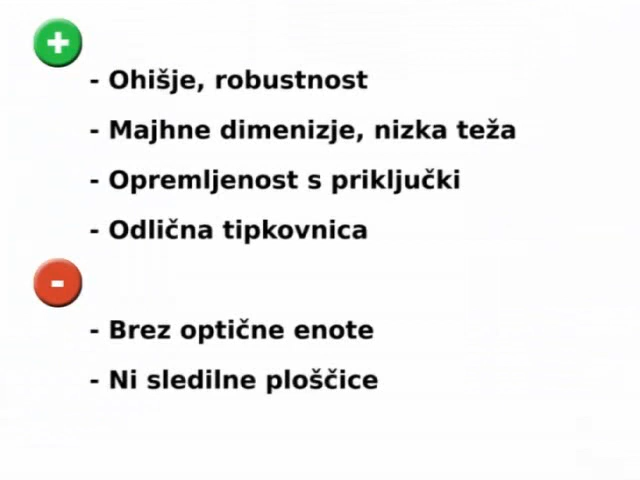 +
- Ohišje, robustnost
- Majhne dimenizje, nizka teža
- Opremljenost s priključki
- Odlična tipkovnica
-
- Brez optične enote
- Ni sledilne ploščice